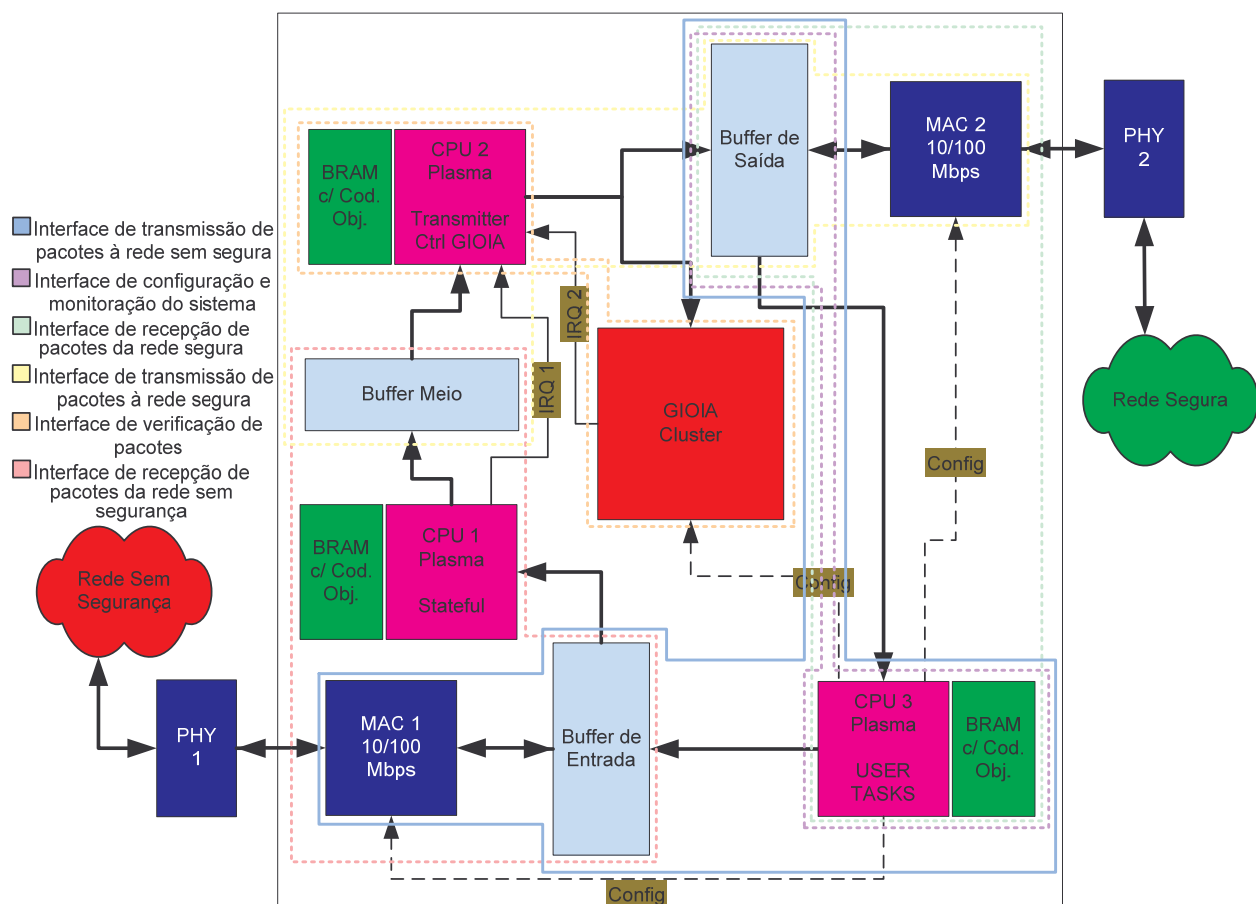 Buffer de
Saída
MAC 2
10/100
Mbps
PHY
2
BRAM
c/ Cod.
Obj.
CPU 2
Plasma
Transmitter
Ctrl GIOIA
Interface de transmissão de
pacotes à rede sem segura
Interface de configuração e
monitoração do sistema
Interface de recepção de
pacotes da rede segura
Interface de transmissão de
pacotes à rede segura
Interface de verificação de
pacotes
Interface de recepção de
pacotes da rede sem
segurança
IRQ 2
IRQ 1
Buffer Meio
GIOIA
Cluster
Rede Segura
Config
BRAM
c/ Cod.
Obj.
CPU 1
Plasma
Stateful
Config
Rede Sem
Segurança
PHY
1
MAC 1
10/100
Mbps
Buffer de
Entrada
CPU 3
Plasma
USER
TASKS
BRAM
c/ Cod.
Obj.
Config